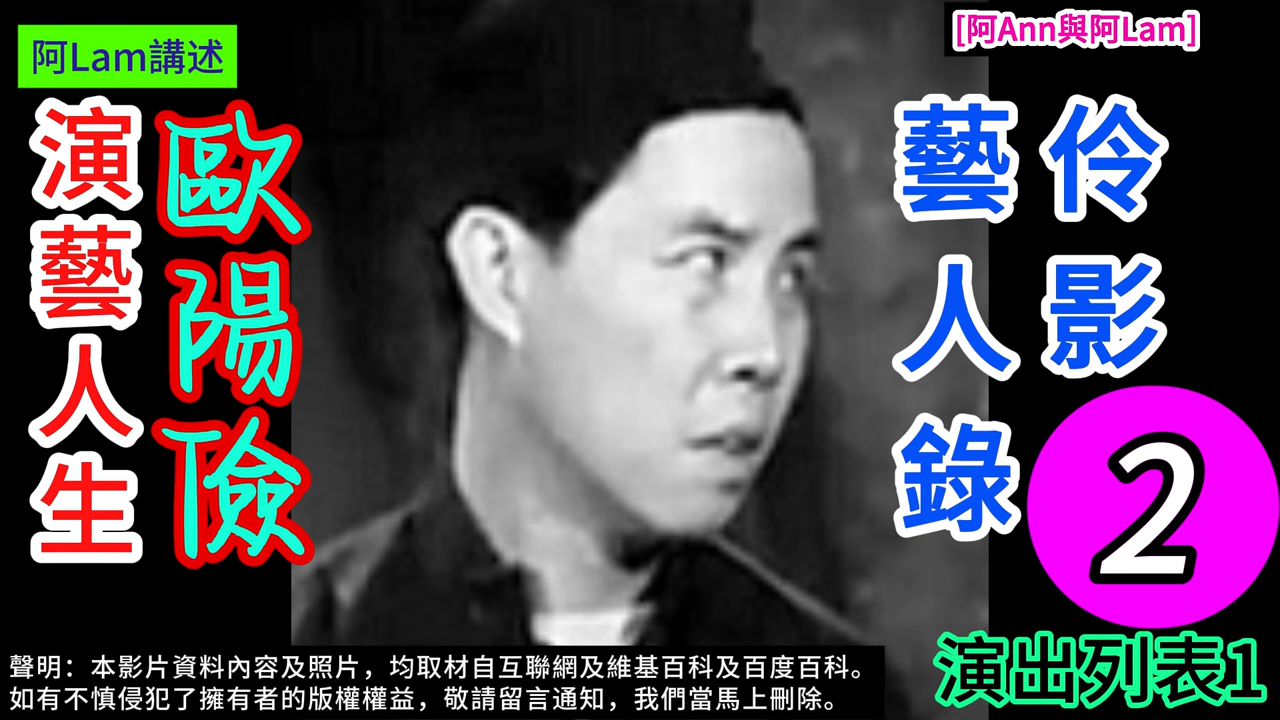 [阿Ann與阿Lam]
阿Lam講述
伶影
藝人錄
2
歐陽險
演藝人生
演出列表1
聲明：本影片資料內容及照片，均取材自互聯網及維基百科及百度百科。
如有不慎侵犯了擁有者的版權權益，敬請留言通知，我們當馬上刪除。